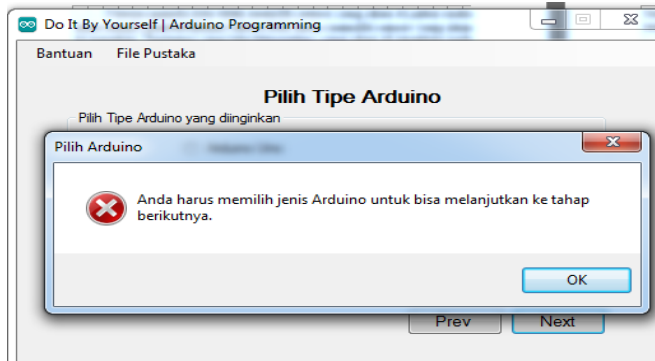 Do It By Yourself | Arduino Programming
Bantuan File Pustaka
Pilih Tipe Arduino
Pilih Tipe Arduino yang diinginkan
Pilih Arduino
Anda harus memilih jenis Arduino untuk bisa melanjutkan ke tahap
berikutnya.
OK
Prev Next